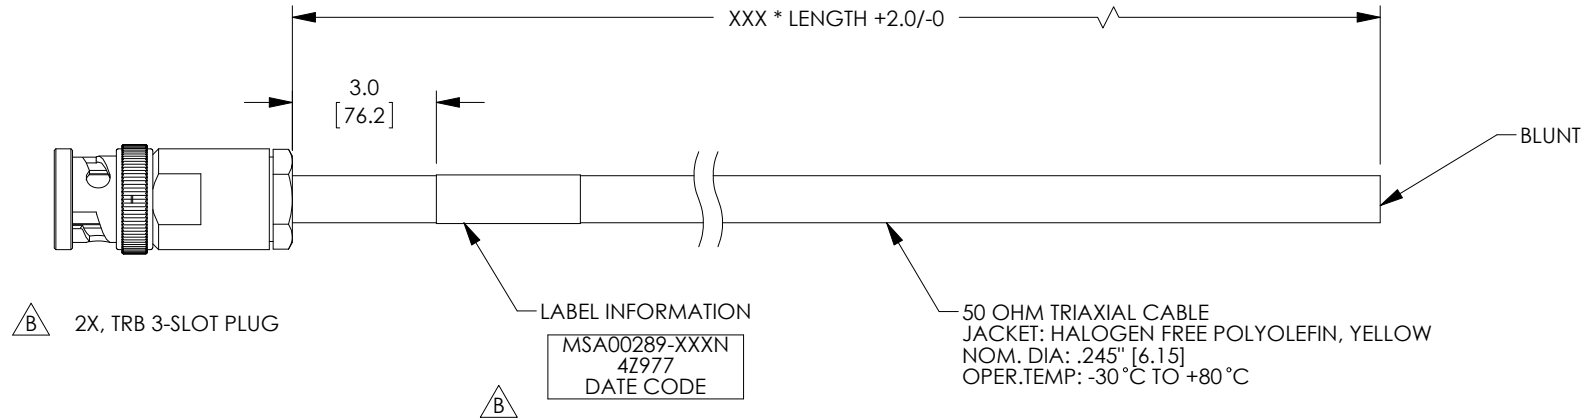 XXX * LENGTH +2.0/-0
3.0
[76.2]
BLUNT
B
2X, TRB 3-SLOT PLUG
LABEL INFORMATION
MSA00289-XXXN
4Z977
DATE CODE
B
50 OHM TRIAXIAL CABLE
JACKET: HALOGEN FREE POLYOLEFIN, YELLOW
NOM. DIA: .245" [6.15]
OPER.TEMP: -30°C TO +80°C